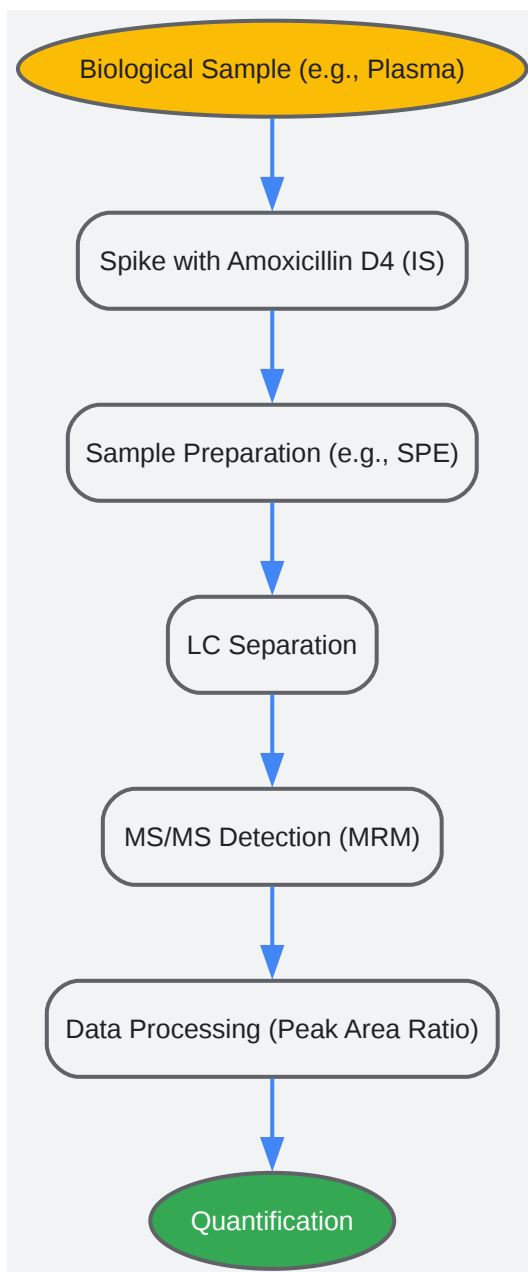 Biological Sample (e.g., Plasma)
Spike with Amoxicillin D4 (IS)
Sample Preparation (e.g., SPE)
LC Separation
MS/MS Detection (MRM)
Data Processing (Peak Area Ratio)
Quantification